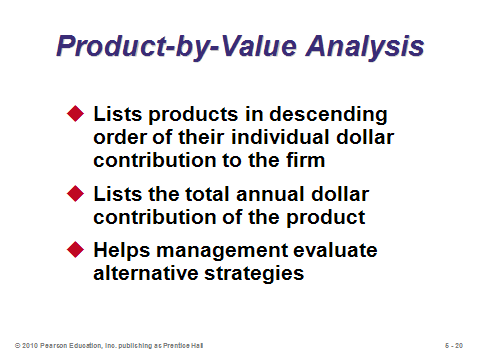 Product-by-Value Analysis
Lists products in descending
order of their individual dollar
contribution to the firm
Lists the total annual dollar
contribution of the product
Helps management evaluate
alternative strategies
© 2010 Pearson Education, Inc. publishing as Prentice Hall
5 - 20